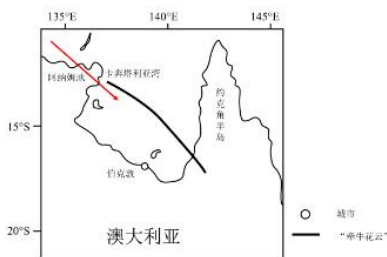 135°E
140°E
145°E
卡奔塔利亚湾
阿纳姆地
约克角半岛
15°S
伯克敦
城市
20°S
澳大利亚
“牵牛花云”